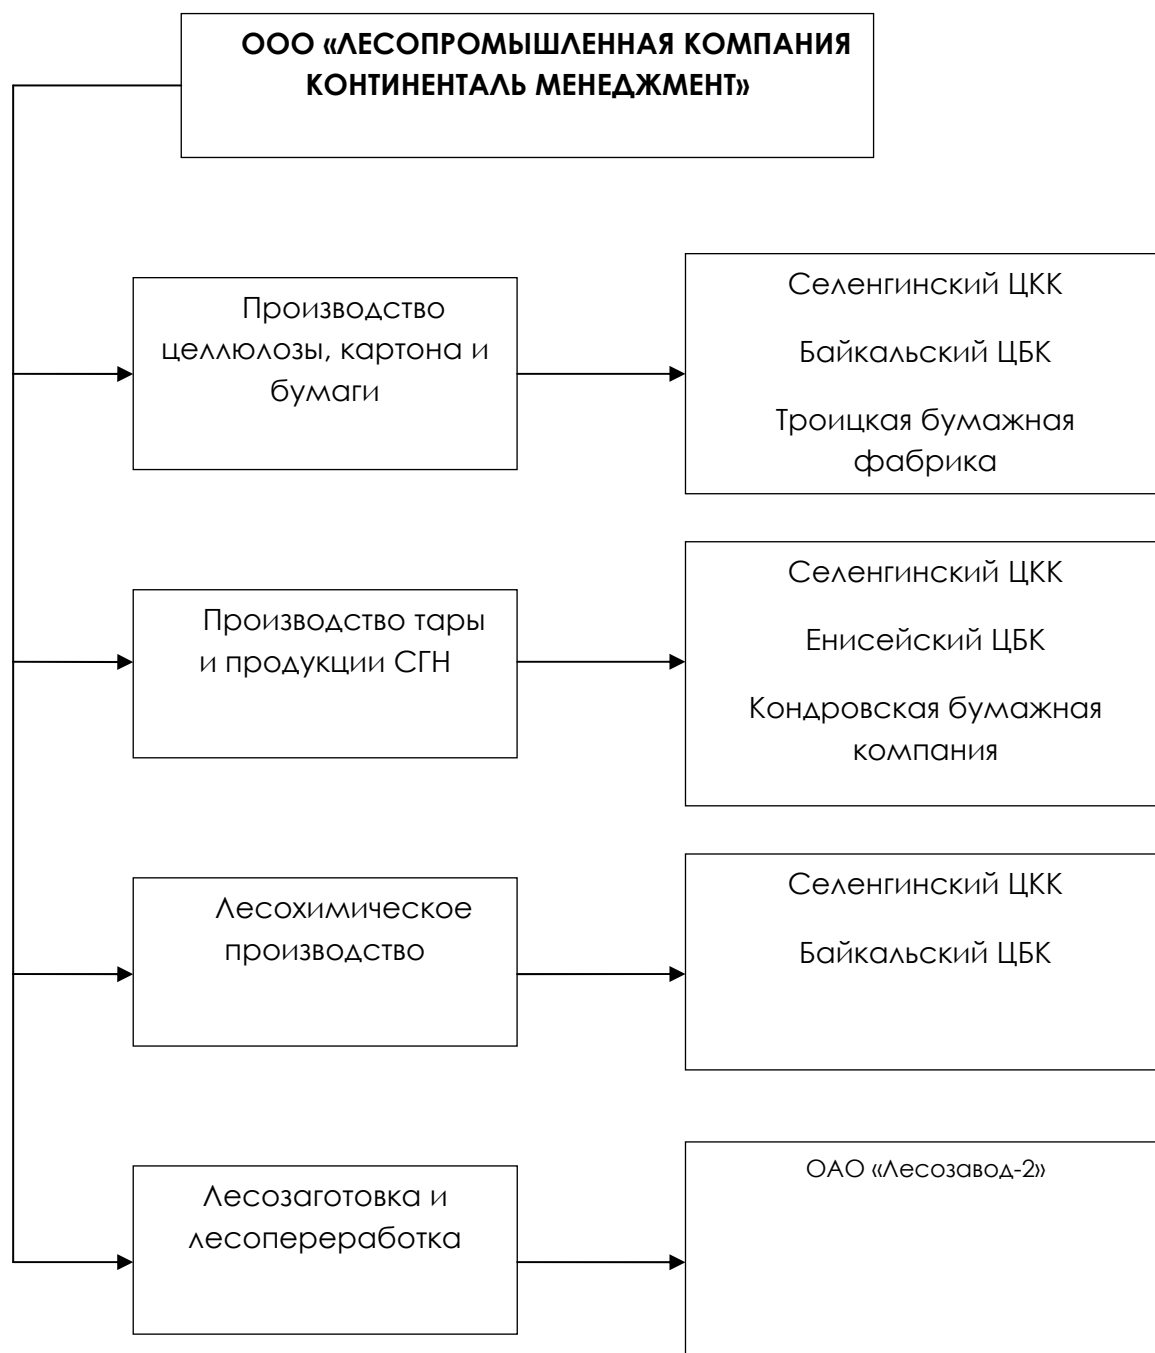 ООО «ЛЕСОПРОМЫШЛЕННАЯ КОМПАНИЯ
КОНТИНЕНТАЛЬ МЕНЕДЖМЕНТ»
Производство
целлюлозы, картона и
бумаги
Селенгинский ЦКК
Байкальский ЦБК
Троицкая бумажная
фабрика
Производство тары
и продукции СГН
Селенгинский ЦКК
Енисейский ЦБК
Кондровская бумажная
компания
Лесохимическое
производство
Селенгинский ЦКК
Байкальский ЦБК
Лесозаготовка и
лесопереработка
ОАО «Лесозавод-2»